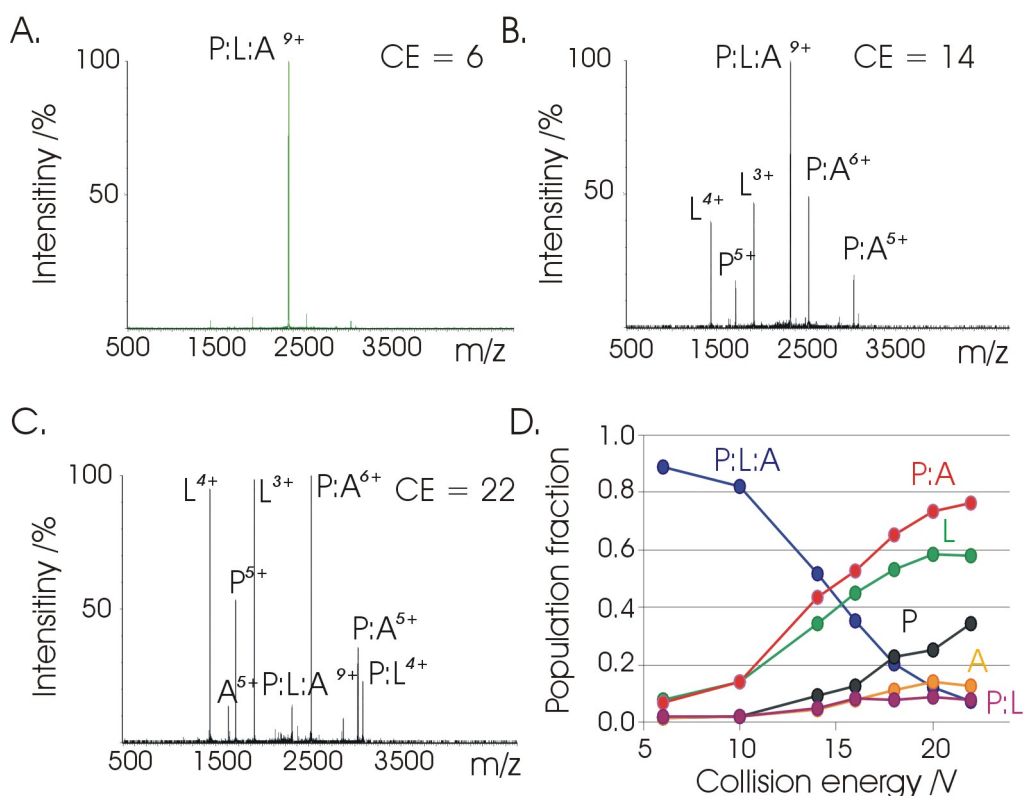 A.
P:L:A 9+
CE = 6
100
50
Intensitiny /%
500 1500 2500 3500 m/z
B.
P:L:A 9+
CE = 14
100
50
Intensitiny /%
L4+
P5+
L3+
P:A6+
P:A5+
500 1500 2500 3500 m/z
C.
100
50
Intensitiny /%
L4+
L3+
P:A6+
CE = 22
P5+
A5+
P:L:A 9+
P:A5+
P:L4+
500 1500 2500 3500 m/z
D.
1.0
0.8
0.6
0.4
0.2
0.0
Population fraction
P:L:A
P:A
L
P
A
P:L
5 10 15 20
Collision energy /V